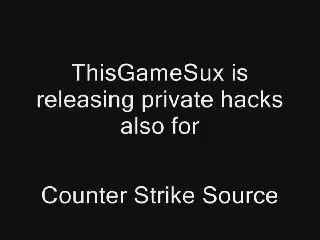 ThisGameSux is
releasing private hacks
also for
Counter Strike Source